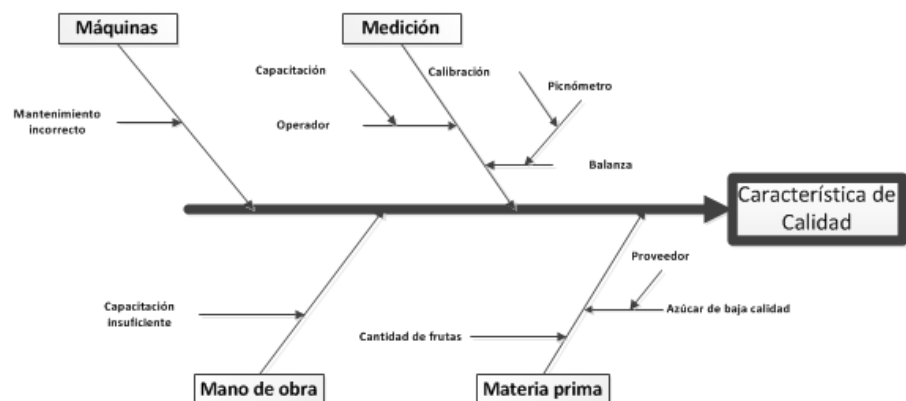 Máquinas
Medición
Capacitación
Calibración
Picnómetro
Mantenimiento
incorrecto
Operador
Balanza
Característica de
Calidad
Proveedor
Capacitación
insuficiente
Azúcar de baja calidad
Cantidad de frutas
Mano de obra
Materia prima